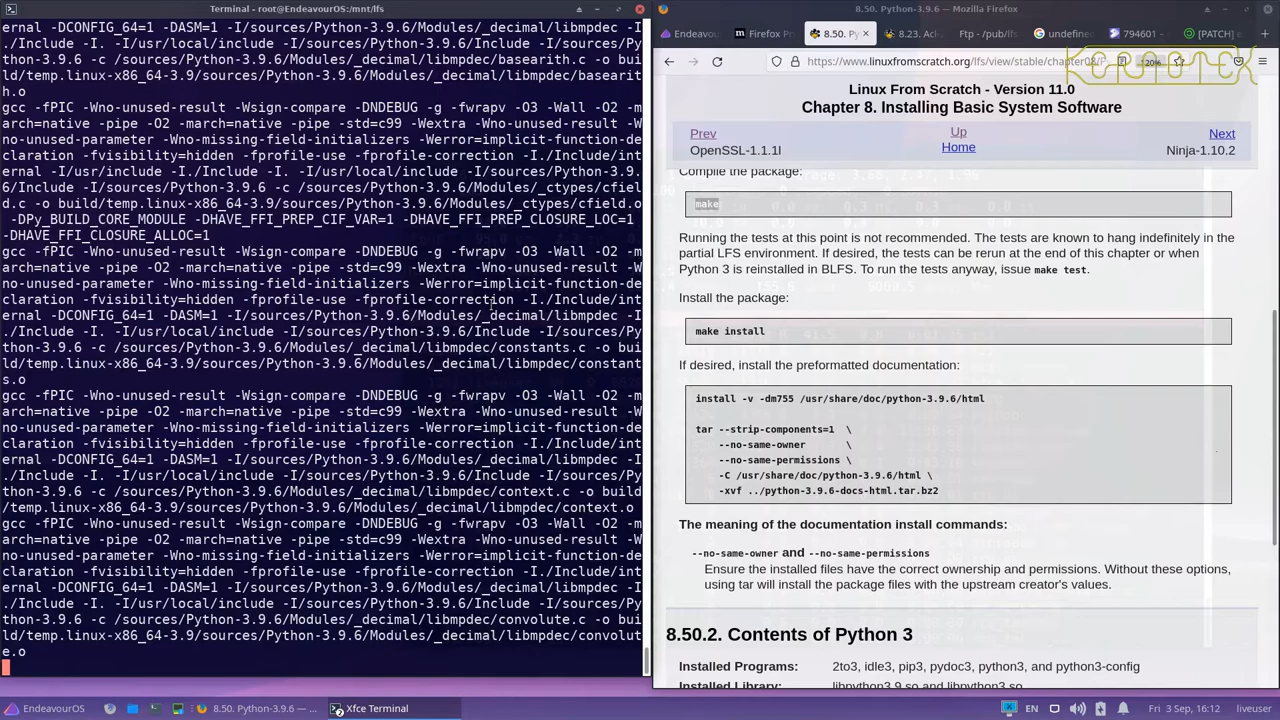 Terminal - root@EndeavourOS:/mnt/lfs
ernal -DCONFIG_64=1 -DASM=1 -I/sources/Python-3.9.6/Modules/_decimal/libmpdec -I
./Include -I. -I/usr/local/include -I/sources/Python-3.9.6/Include -I/sources/Py
thon-3.9.6 -c /sources/Python-3.9.6/Modules/_decimal/libmpdec/basearith.c -o bui
ld/temp.linux-x86_64-3.9/sources/Python-3.9.6/Modules/_decimal/libmpdec/basearit
h.o
gcc -fPIC -Wno-unused-result -Wsign-compare -DNDEBUG -g -fwrapv -O3 -Wall -O2 -m
arch=native -pipe -O2 -march=native -pipe -std=c99 -Wextra -Wno-unused-result -W
no-unused-parameter -Wno-missing-field-initializers -Werror=implicit-function-de
claration -fvisibility=hidden -fprofile-use -fprofile-correction -I./Include/int
ernal -I/usr/include -I./Include -I. -I/usr/local/include -I/sources/Python-3.9.
6/Include -I/sources/Python-3.9.6 -c /sources/Python-3.9.6/Modules/_ctypes/cfiel
d.c -o build/temp.linux-x86_64-3.9/sources/Python-3.9.6/Modules/_ctypes/cfield.o
-DPy_BUILD_CORE_MODULE -DHAVE_FFI_PREP_CIF_VAR=1 -DHAVE_FFI_PREP_CLOSURE_LOC=1
-DHAVE_FFI_CLOSURE_ALLOC=1
gcc -fPIC -Wno-unused-result -Wsign-compare -DNDEBUG -g -fwrapv -O3 -Wall -O2 -m
arch=native -pipe -O2 -march=native -pipe -std=c99 -Wextra -Wno-unused-result -W
no-unused-parameter -Wno-missing-field-initializers -Werror=implicit-function-de
claration -fvisibility=hidden -fprofile-use -fprofile-correction -I./Include/int
ernal -DCONFIG_64=1 -DASM=1 -I/sources/Python-3.9.6/Modules/_decimal/libmpdec -I
./Include -I. -I/usr/local/include -I/sources/Python-3.9.6/Include -I/sources/Py
thon-3.9.6 -c /sources/Python-3.9.6/Modules/_decimal/libmpdec/constants.c -o bui
ld/temp.linux-x86_64-3.9/sources/Python-3.9.6/Modules/_decimal/libmpdec/constant
s.o
gcc -fPIC -Wno-unused-result -Wsign-compare -DNDEBUG -g -fwrapv -O3 -Wall -O2 -m
arch=native -pipe -O2 -march=native -pipe -std=c99 -Wextra -Wno-unused-result -W
no-unused-parameter -Wno-missing-field-initializers -Werror=implicit-function-de
claration -fvisibility=hidden -fprofile-use -fprofile-correction -I./Include/int
ernal -DCONFIG_64=1 -DASM=1 -I/sources/Python-3.9.6/Modules/_decimal/libmpdec -I
./Include -I. -I/usr/local/include -I/sources/Python-3.9.6/Include -I/sources/Py
thon-3.9.6 -c /sources/Python-3.9.6/Modules/_decimal/libmpdec/context.c -o build
/temp.linux-x86_64-3.9/sources/Python-3.9.6/Modules/_decimal/libmpdec/context.o
gcc -fPIC -Wno-unused-result -Wsign-compare -DNDEBUG -g -fwrapv -O3 -Wall -O2 -m
arch=native -pipe -O2 -march=native -pipe -std=c99 -Wextra -Wno-unused-result -W
no-unused-parameter -Wno-missing-field-initializers -Werror=implicit-function-de
claration -fvisibility=hidden -fprofile-use -fprofile-correction -I./Include/int
ernal -DCONFIG_64=1 -DASM=1 -I/sources/Python-3.9.6/Modules/_decimal/libmpdec -I
./Include -I. -I/usr/local/include -I/sources/Python-3.9.6/Include -I/sources/Py
thon-3.9.6 -c /sources/Python-3.9.6/Modules/_decimal/libmpdec/convolute.c -o bui
ld/temp.linux-x86_64-3.9/sources/Python-3.9.6/Modules/_decimal/libmpdec/convolut
e.o
8.50. Python-3.9.6 — Mozilla Firefox
Endeavour Firefox Pr 8.50. Py 8.23. Acl- Ftp - /pub/lfs undefined 794601 - [PATCH]
https://www.linuxfromscratch.org/lfs/view/stable/chapter08/ 120%
Linux From Scratch - Version 11.0
Chapter 8. Installing Basic System Software
Prev Up Next
OpenSSL-1.1.1l Home Ninja-1.10.2
Compile the package:
make
Running the tests at this point is not recommended. The tests are known to hang indefinitely in the
partial LFS environment. If desired, the tests can be rerun at the end of this chapter or when
Python 3 is reinstalled in BLFS. To run the tests anyway, issue make test.
Install the package:
make install
If desired, install the preformatted documentation:
install -v -dm755 /usr/share/doc/python-3.9.6/html
tar --strip-components=1 \
--no-same-owner \
--no-same-permissions \
-C /usr/share/doc/python-3.9.6/html \
-xvf ../python-3.9.6-docs-html.tar.bz2
The meaning of the documentation install commands:
--no-same-owner and --no-same-permissions
Ensure the installed files have the correct ownership and permissions. Without these options,
using tar will install the package files with the upstream creator's values.
8.50.2. Contents of Python 3
Installed Programs: 2to3, idle3, pip3, pydoc3, python3, and python3-config
Installed Library: libpython3.9.so and libpython3.so
EndeavourOS 8.50. Python-3.9.6 — ... Xfce Terminal EN Fri 3 Sep, 16:12 liveuser